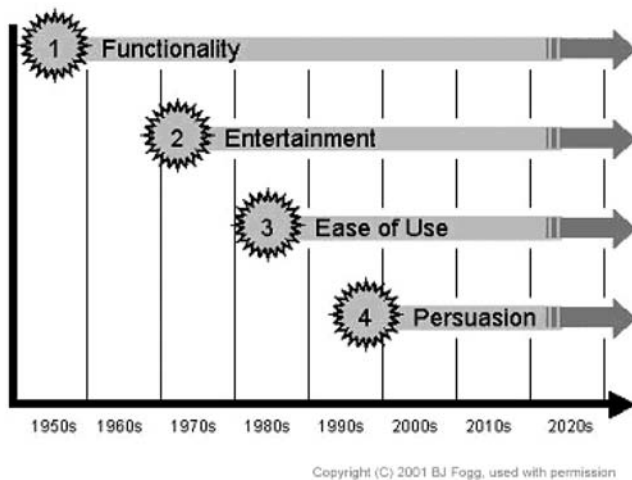 1 Functionality
2 Entertainment
3 Ease of Use
4 Persuasion
1950s 1960s 1970s 1980s 1990s 2000s 2010s 2020s
Copyright (C) 2001 BJ Fogg, used with permission